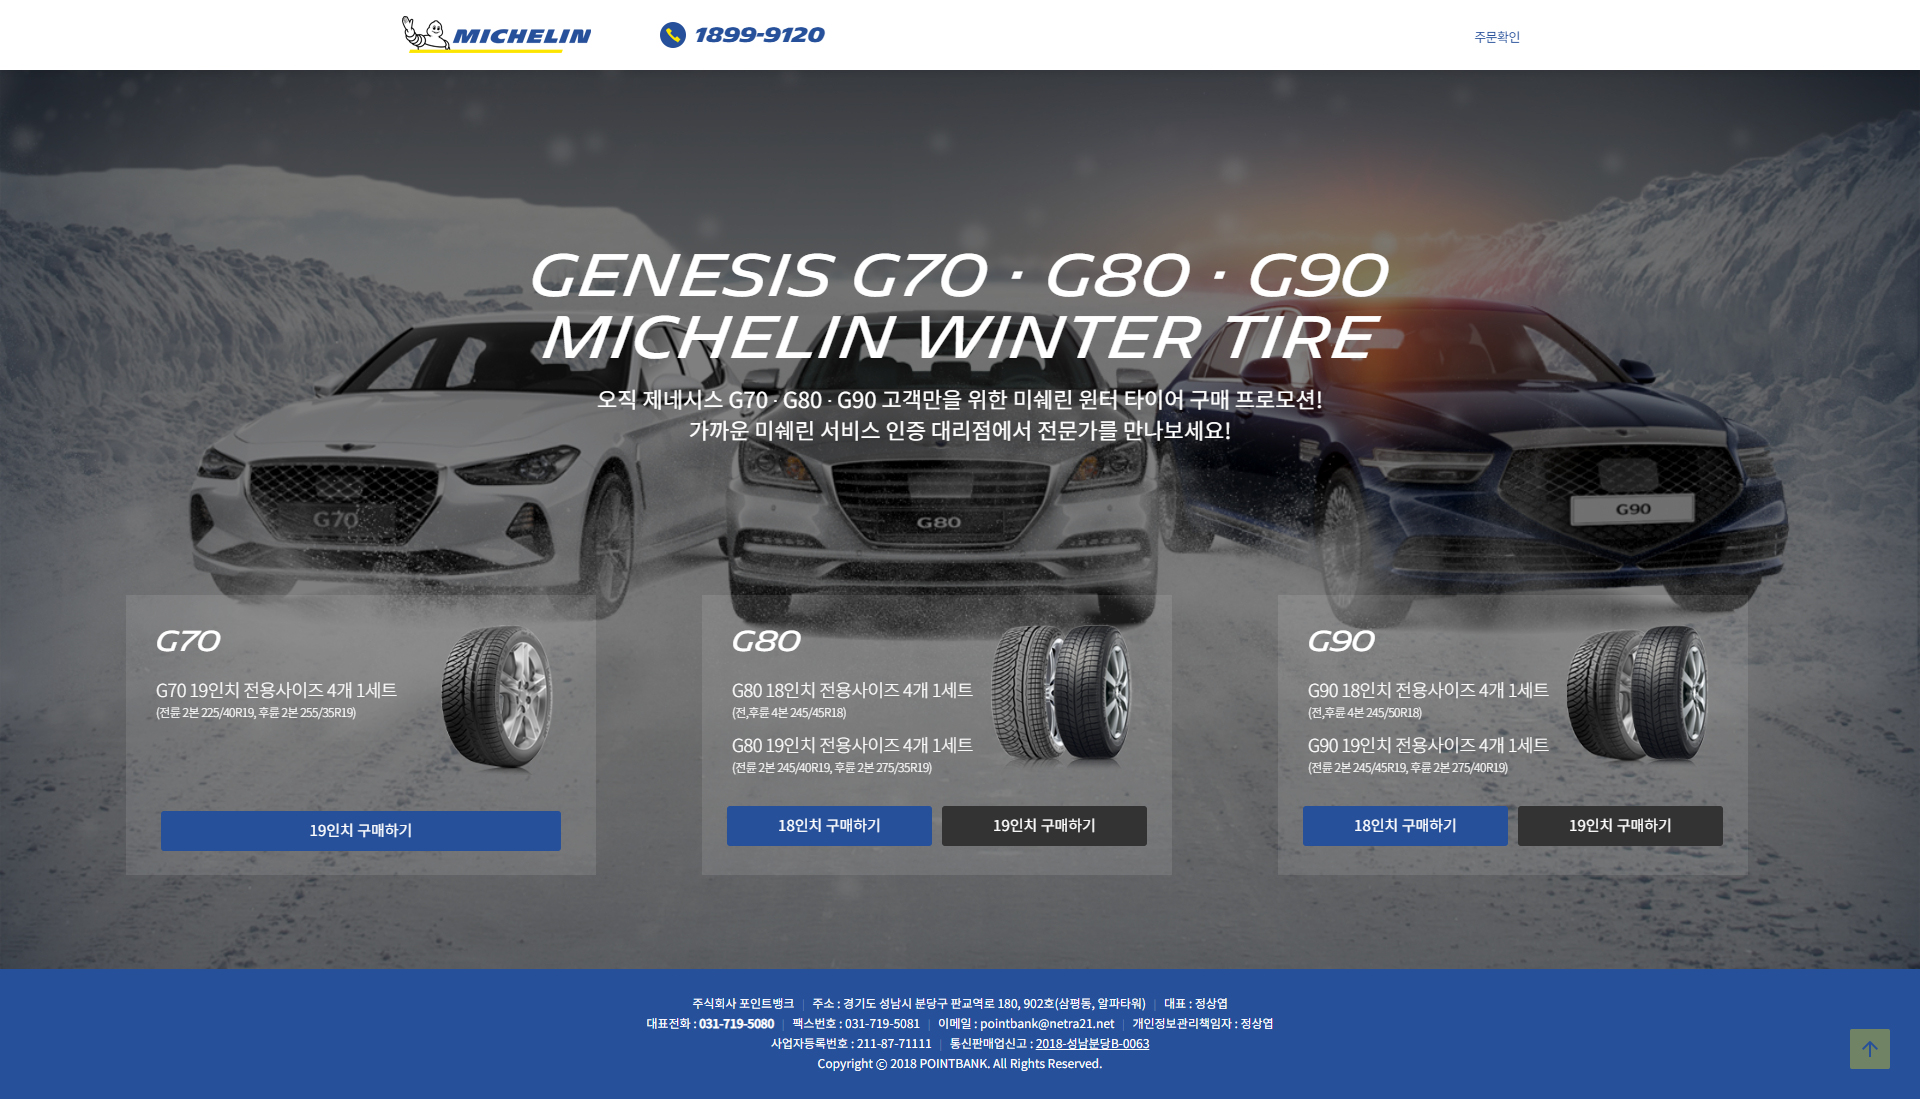 MICHELIN
1899-9120
주문확인
GENESIS G70 · G80 · G90
MICHELIN WINTER TIRE
오직 제네시스 G70 · G80 · G90 고객만을 위한 미쉐린 윈터 타이어 구매 프로모션!
가까운 미쉐린 서비스 인증 대리점에서 전문가를 만나보세요!
G70
G80
G90
G70
G70 19인치 전용사이즈 4개 1세트
(전륜 2본 225/40R19, 후륜 2본 255/35R19)
19인치 구매하기
G80
G80 18인치 전용사이즈 4개 1세트
(전,후륜 4본 245/45R18)
G80 19인치 전용사이즈 4개 1세트
(전륜 2본 245/40R19, 후륜 2본 275/35R19)
18인치 구매하기
19인치 구매하기
G90
G90 18인치 전용사이즈 4개 1세트
(전,후륜 4본 245/50R18)
G90 19인치 전용사이즈 4개 1세트
(전륜 2본 245/45R19, 후륜 2본 275/40R19)
18인치 구매하기
19인치 구매하기
주식회사 포인트뱅크 | 주소 : 경기도 성남시 분당구 판교역로 180, 902호(삼평동, 알파타워) | 대표 : 정상엽
대표전화 : 031-719-5080 | 팩스번호 : 031-719-5081 | 이메일 : pointbank@netra21.net | 개인정보관리책임자 : 정상엽
사업자등록번호 : 211-87-71111 | 통신판매업신고 : 2018-성남분당B-0063
Copyright ⓒ 2018 POINTBANK. All Rights Reserved.